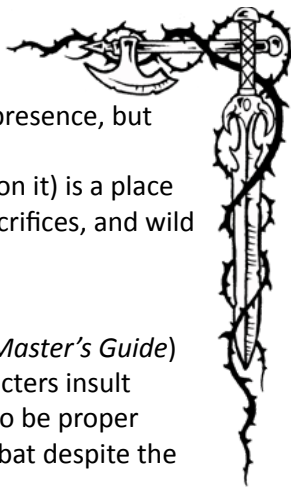 presence, but
on it) is a place
crifices, and wild
Master's Guide)
cters insult
o be proper
bat despite the